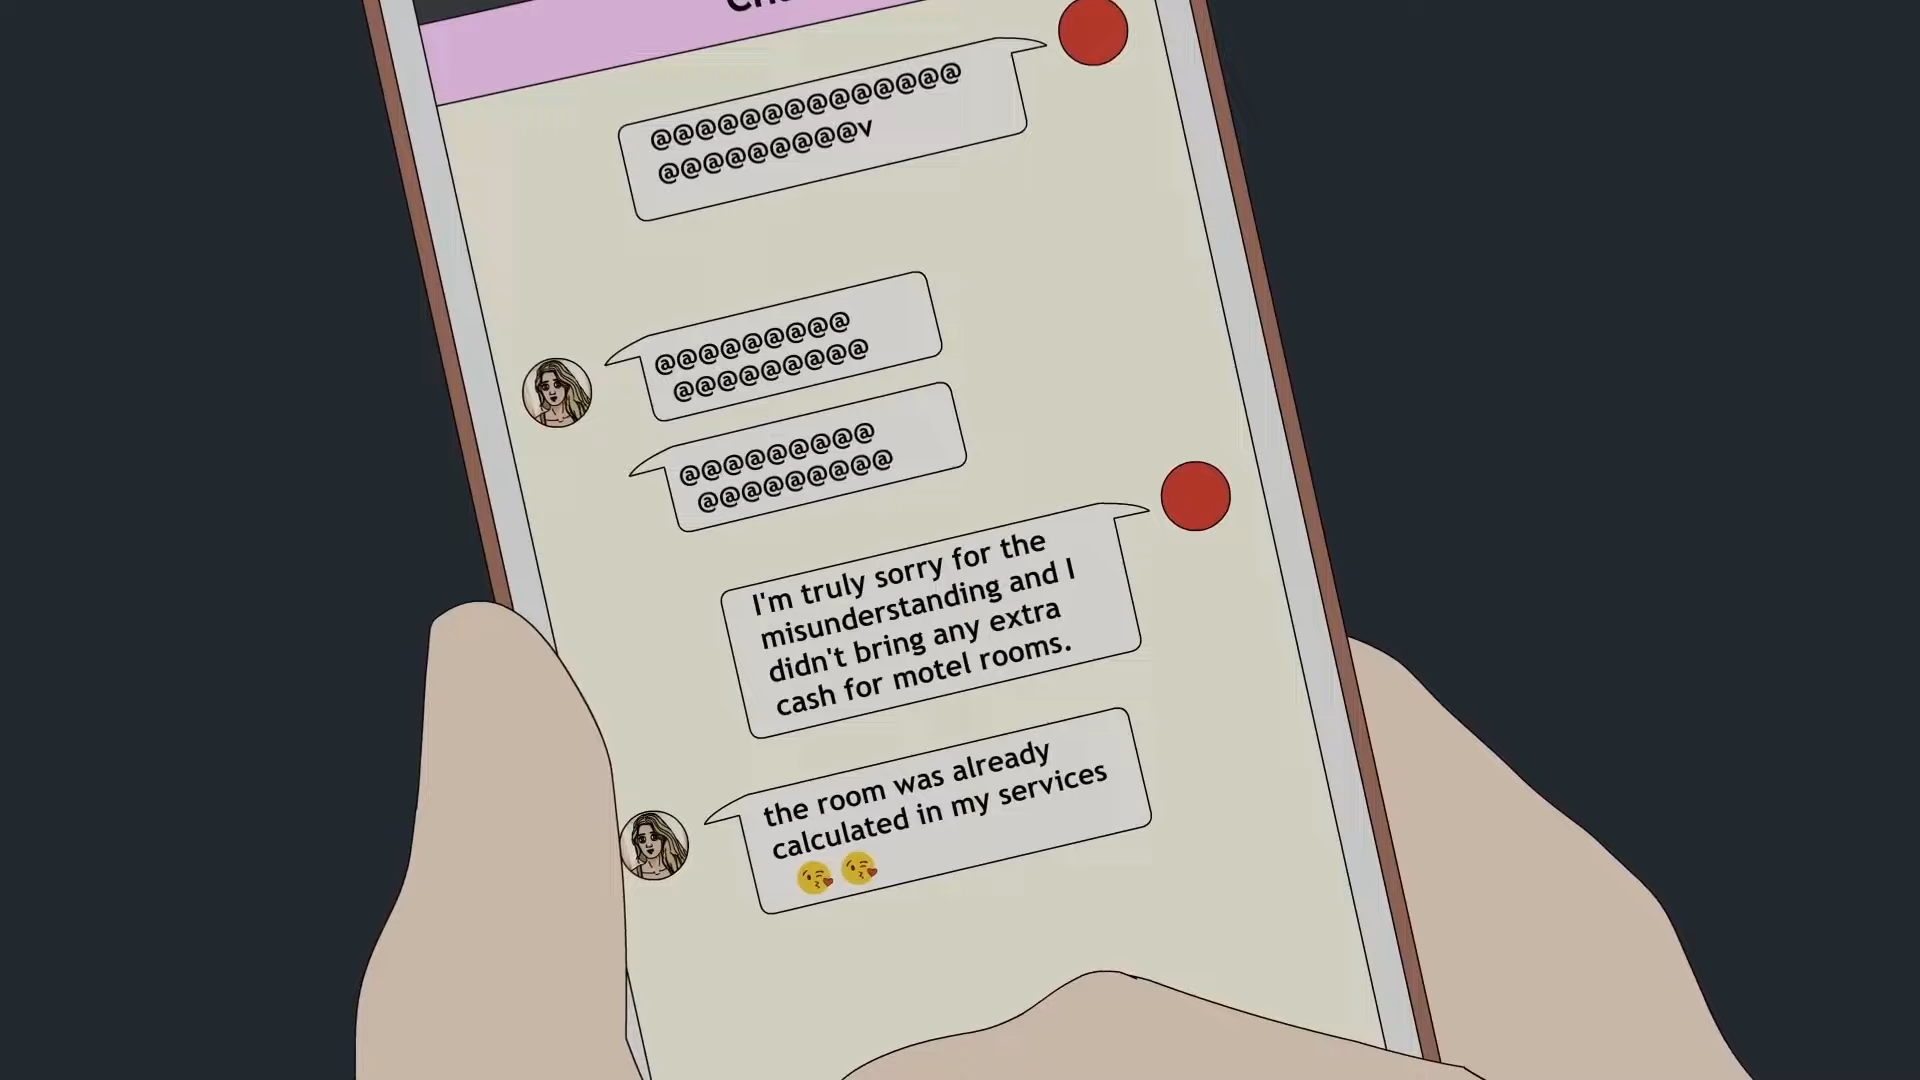 @@@@@@@@@@@@@@
@@@@@@@@@v
@@@@@@@@@
@@@@@@@@@
@@@@@@@@@
@@@@@@@@@
I'm truly sorry for the
misunderstanding and I
didn't bring any extra
cash for motel rooms.
the room was already
calculated in my services
😘 😘